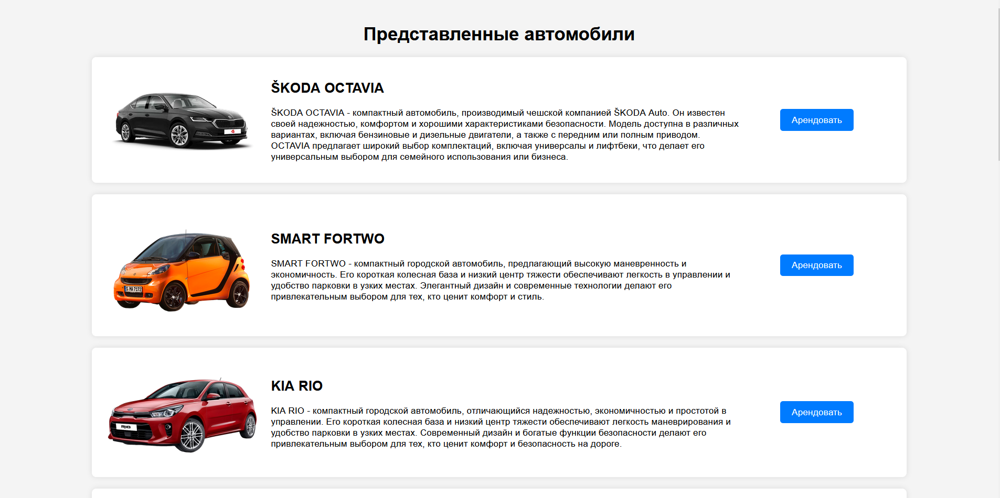 Представленные автомобили
ŠKODA OCTAVIA
ŠKODA OCTAVIA - компактный автомобиль, производимый чешской компанией ŠKODA Auto. Он известен
своей надежностью, комфортом и хорошими характеристиками безопасности. Модель доступна в различных
вариантах, включая бензиновые и дизельные двигатели, а также с передним или полным приводом.
OCTAVIA предлагает широкий выбор комплектаций, включая универсалы и лифтбеки, что делает его
универсальным выбором для семейного использования или бизнеса.
Арендовать
SMART FORTWO
SMART FORTWO - компактный городской автомобиль, предлагающий высокую маневренность и
экономичность. Его короткая колесная база и низкий центр тяжести обеспечивают легкость в управлении и
удобство парковки в узких местах. Элегантный дизайн и современные технологии делают его
привлекательным выбором для тех, кто ценит комфорт и стиль.
Арендовать
S MA 7172
KIA RIO
KIA RIO - компактный городской автомобиль, отличающийся надежностью, экономичностью и простотой в
управлении. Его короткая колесная база и низкий центр тяжести обеспечивают легкость маневрирования и
удобство парковки в узких местах. Современный дизайн и богатые функции безопасности делают его
привлекательным выбором для тех, кто ценит комфорт и безопасность на дороге.
Арендовать
RIO